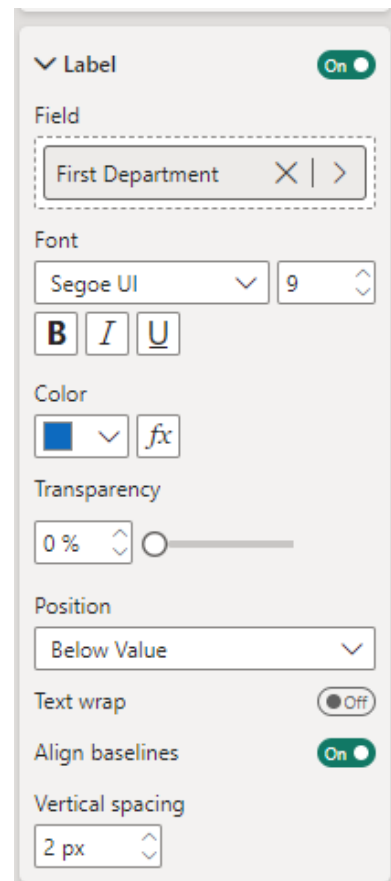 Label On
Field
First Department
Font
Segoe UI 9
B I U
Color
fx
Transparency
0 %
Position
Below Value
Text wrap Off
Align baselines On
Vertical spacing
2 px